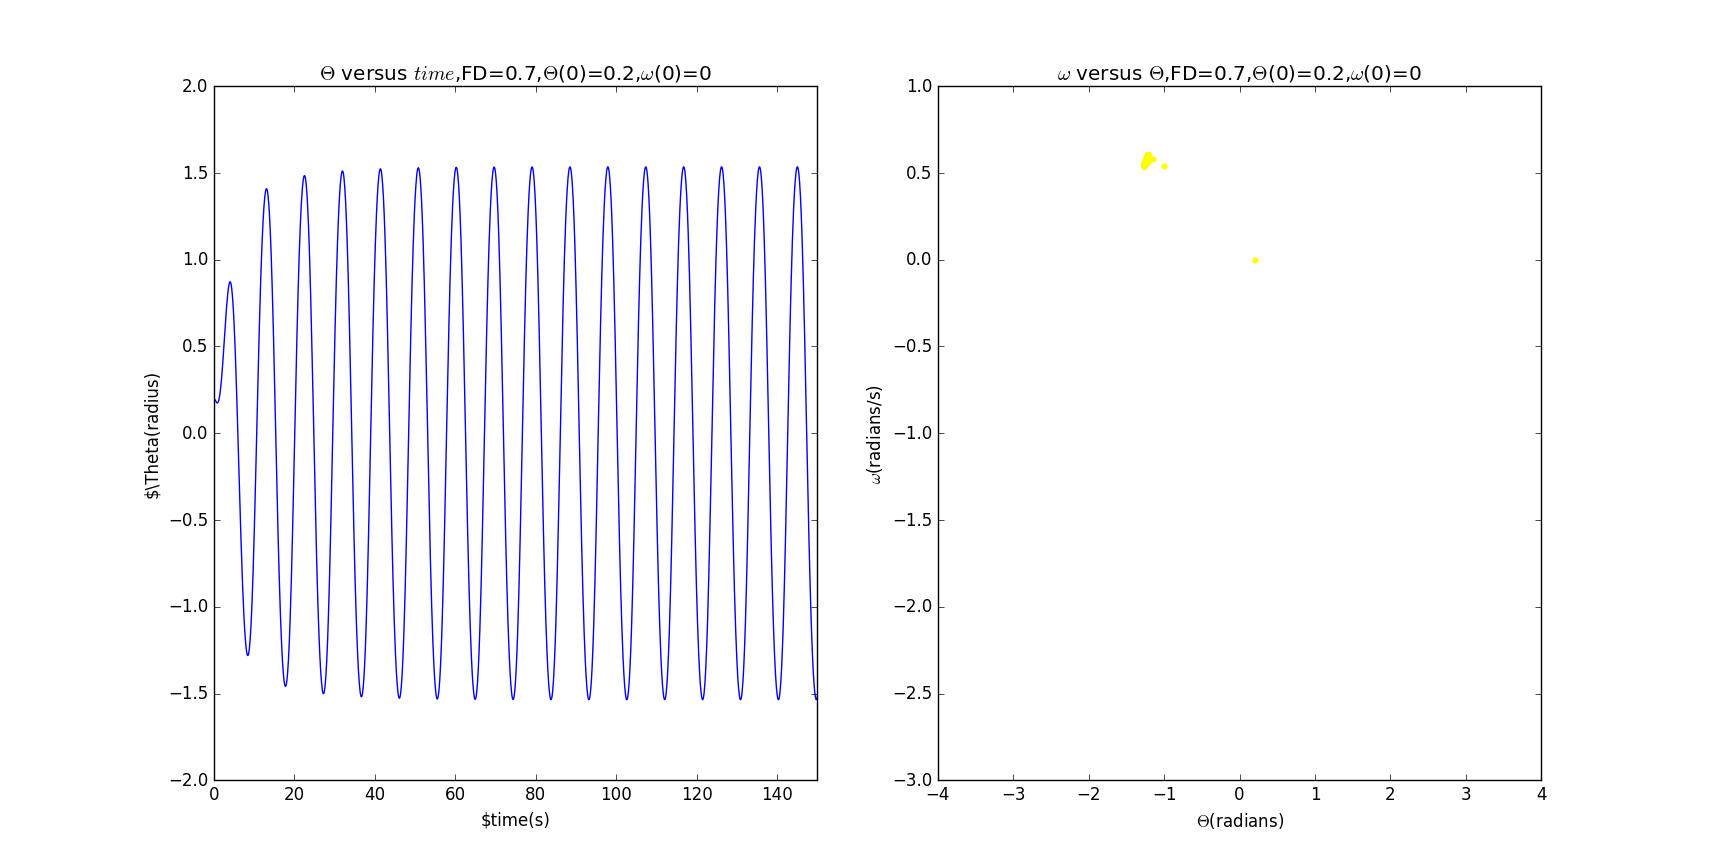 Θ versus time,FD=0.7,Θ(0)=0.2,ω(0)=0
2.0
1.5
1.0
0.5
0.0
−0.5
−1.0
−1.5
−2.0
$\Theta(radius)
0 20 40 60 80 100 120 140
$time(s)
ω versus Θ,FD=0.7,Θ(0)=0.2,ω(0)=0
1.0
0.5
0.0
−0.5
−1.0
−1.5
−2.0
−2.5
−3.0
ω(radians/s)
−4 −3 −2 −1 0 1 2 3 4
Θ(radians)